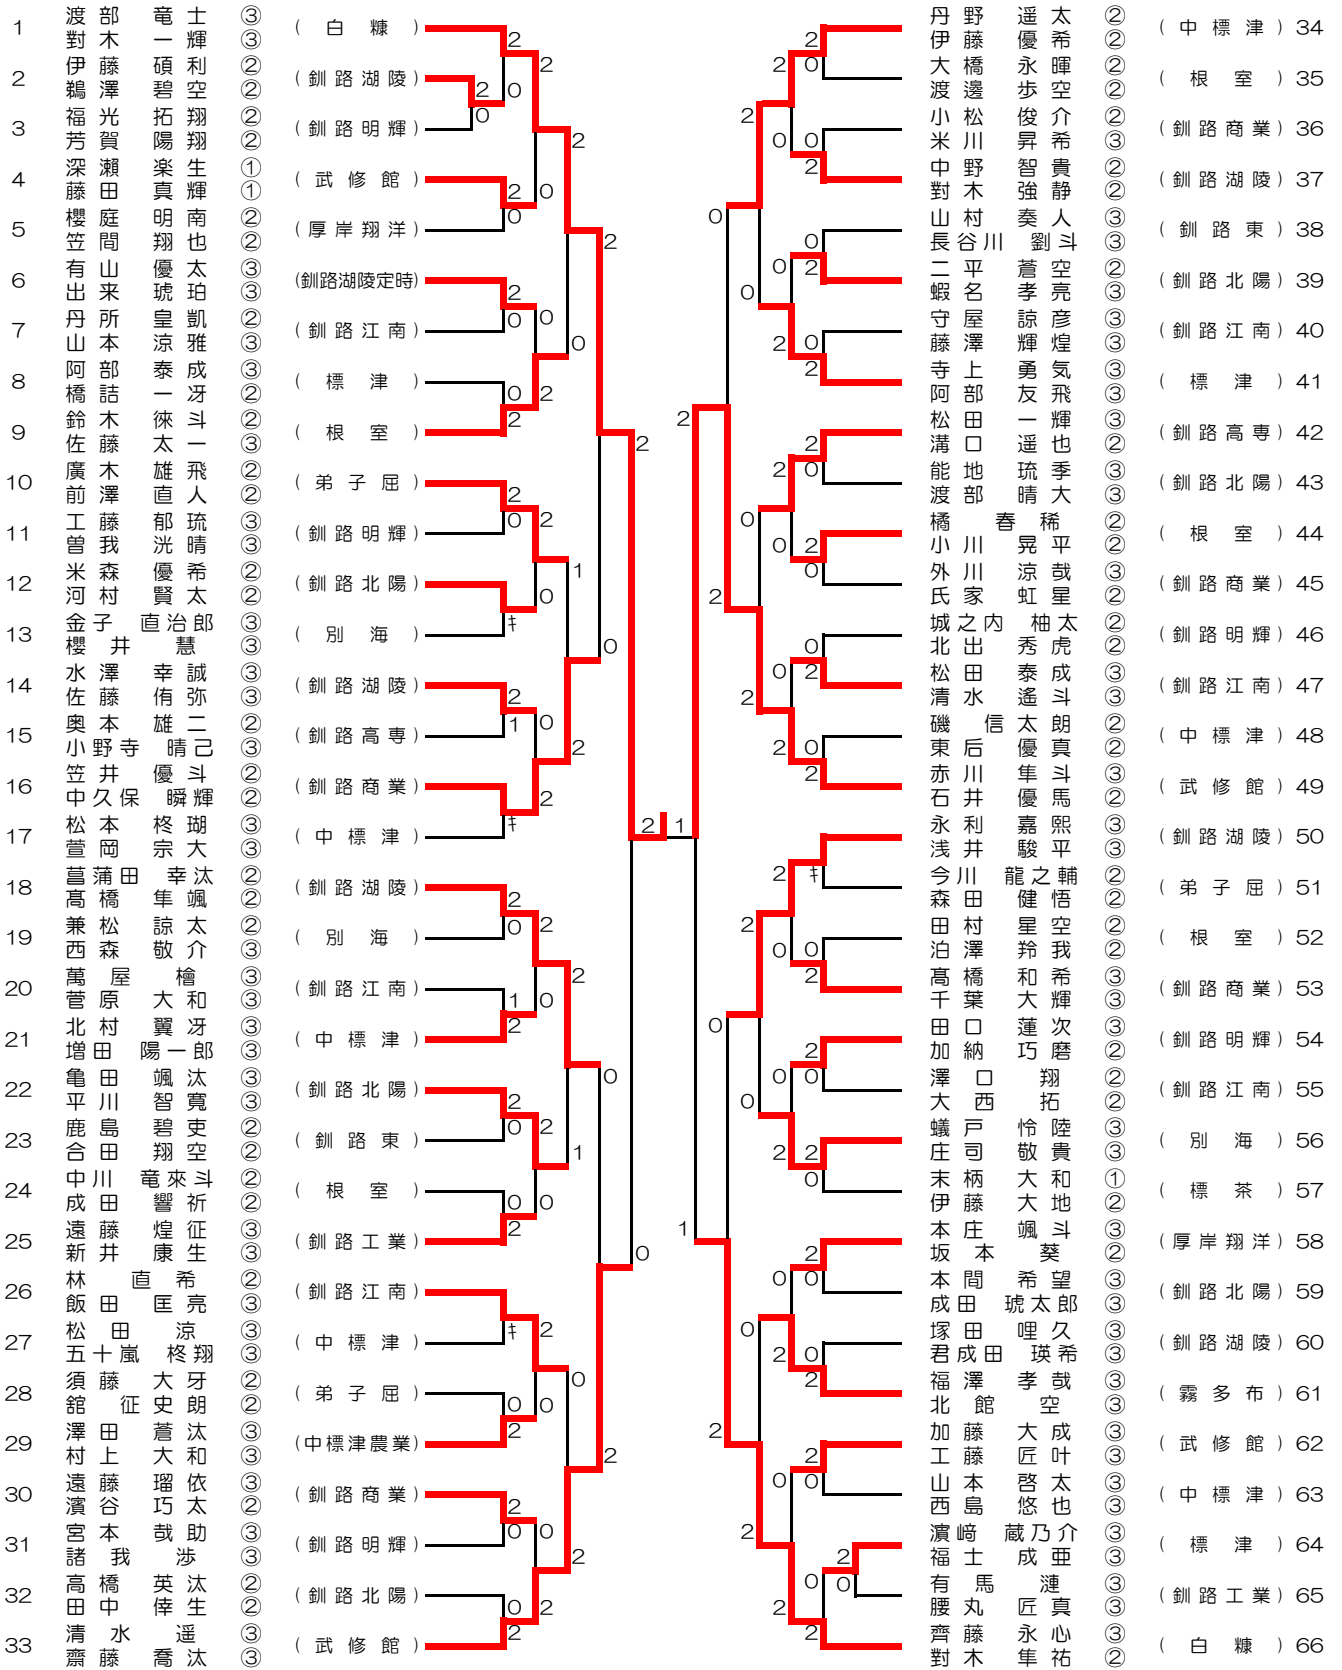 1 渡部 竜士 ③ 對木 一輝 ③ (白糠)
2 伊藤 碩利 ② 鵜澤 碧空 ② (釧路湖陵)
3 福光 拓翔 ② 芳賀 陽翔 ② (釧路明輝)
4 深瀬 楽生 ① 藤田 真輝 ① (武修館)
5 櫻庭 明南 ② 笠間 翔也 ② (厚岸翔洋)
6 有山 優太 ③ 出来 琥珀 ③ (釧路湖陵定時)
7 丹所 皇凱 ② 山本 涼雅 ③ (釧路江南)
8 阿部 泰成 ③ 橋詰 一冴 ② (標津)
9 鈴木 徠斗 ② 佐藤 太一 ③ (根室)
10 廣木 雄飛 ② 前澤 直人 ② (弟子屈)
11 工藤 郁琉 ③ 曽我 洸晴 ③ (釧路明輝)
12 米森 優希 ② 河村 賢太 ② (釧路北陽)
13 金子 直治郎 ③ 櫻井 慧 ③ (別海)
14 水澤 幸誠 ③ 佐藤 侑弥 ③ (釧路湖陵)
15 奥本 雄二 ② 小野寺 晴己 ③ (釧路高専)
16 笠井 優斗 ② 中久保 瞬輝 ② (釧路商業)
17 松本 柊瑚 ③ 萱岡 宗大 ③ (中標津)
18 菖蒲田 幸汰 ② 髙橋 隼颯 ② (釧路湖陵)
19 兼松 諒太 ② 西森 敬介 ③ (別海)
20 萬屋 檜 ③ 菅原 大和 ③ (釧路江南)
21 北村 翼冴 ③ 増田 陽一郎 ③ (中標津)
22 亀田 颯汰 ③ 平川 智寛 ③ (釧路北陽)
23 鹿島 碧吏 ② 合田 翔空 ② (釧路東)
24 中川 竜來斗 ② 成田 響祈 ② (根室)
25 遠藤 煌征 ③ 新井 康生 ③ (釧路工業)
26 林 直希 ② 飯田 匡亮 ③ (釧路江南)
27 松田 涼 ③ 五十嵐 柊翔 ③ (中標津)
28 須藤 大牙 ② 舘 征史朗 ② (弟子屈)
29 澤田 蒼汰 ③ 村上 大和 ③ (中標津農業)
30 遠藤 瑠依 ③ 濱谷 巧太 ② (釧路商業)
31 宮本 哉助 ③ 諸我 渉 ③ (釧路明輝)
32 高橋 英汰 ② 田中 倖生 ② (釧路北陽)
33 清水 遥 ③ 齋藤 喬汰 ③ (武修館)
2 1
丹野 遥太 ② 伊藤 優希 ② (中標津) 34
大橋 永暉 ② 渡邊 歩空 ② (根室) 35
小松 俊介 ② 米川 昇希 ③ (釧路商業) 36
中野 智貴 ② 對木 強静 ② (釧路湖陵) 37
山村 奏人 ③ 長谷川 劉斗 ③ (釧路東) 38
二平 蒼空 ② 蝦名 孝亮 ③ (釧路北陽) 39
守屋 諒彦 ③ 藤澤 輝煌 ③ (釧路江南) 40
寺上 勇気 ③ 阿部 友飛 ③ (標津) 41
松田 一輝 ③ 溝口 遥也 ② (釧路高専) 42
能地 琉季 ③ 渡部 晴大 ③ (釧路北陽) 43
橘 春稀 ② 小川 晃平 ② (根室) 44
外川 涼哉 ③ 氏家 虹星 ② (釧路商業) 45
城之内 柚太 ② 北出 秀虎 ② (釧路明輝) 46
松田 泰成 ③ 清水 遙斗 ③ (釧路江南) 47
磯 信太朗 ② 東后 優真 ② (中標津) 48
赤川 隼斗 ③ 石井 優馬 ② (武修館) 49
永利 嘉熙 ③ 浅井 駿平 ③ (釧路湖陵) 50
今川 龍之輔 ② 森田 健悟 ② (弟子屈) 51
田村 星空 ② 泊澤 羚我 ② (根室) 52
髙橋 和希 ③ 千葉 大輝 ③ (釧路商業) 53
田口 蓮次 ③ 加納 巧磨 ② (釧路明輝) 54
澤口 翔 ② 大西 拓 ② (釧路江南) 55
蟻戸 怜陸 ③ 庄司 敬貴 ③ (別海) 56
末柄 大和 ① 伊藤 大地 ② (標茶) 57
本庄 颯斗 ③ 坂本 葵 ② (厚岸翔洋) 58
本間 希望 ③ 成田 琥太郎 ③ (釧路北陽) 59
塚田 哩久 ③ 君成田 瑛希 ③ (釧路湖陵) 60
福澤 孝哉 ③ 北館 空 ③ (霧多布) 61
加藤 大成 ③ 工藤 匠叶 ③ (武修館) 62
山本 啓太 ③ 西島 悠也 ③ (中標津) 63
濵﨑 蔵乃介 ③ 福士 成亜 ③ (標津) 64
有馬 漣 ③ 腰丸 匠真 ③ (釧路工業) 65
齊藤 永心 ③ 對木 隼祐 ② (白糠) 66